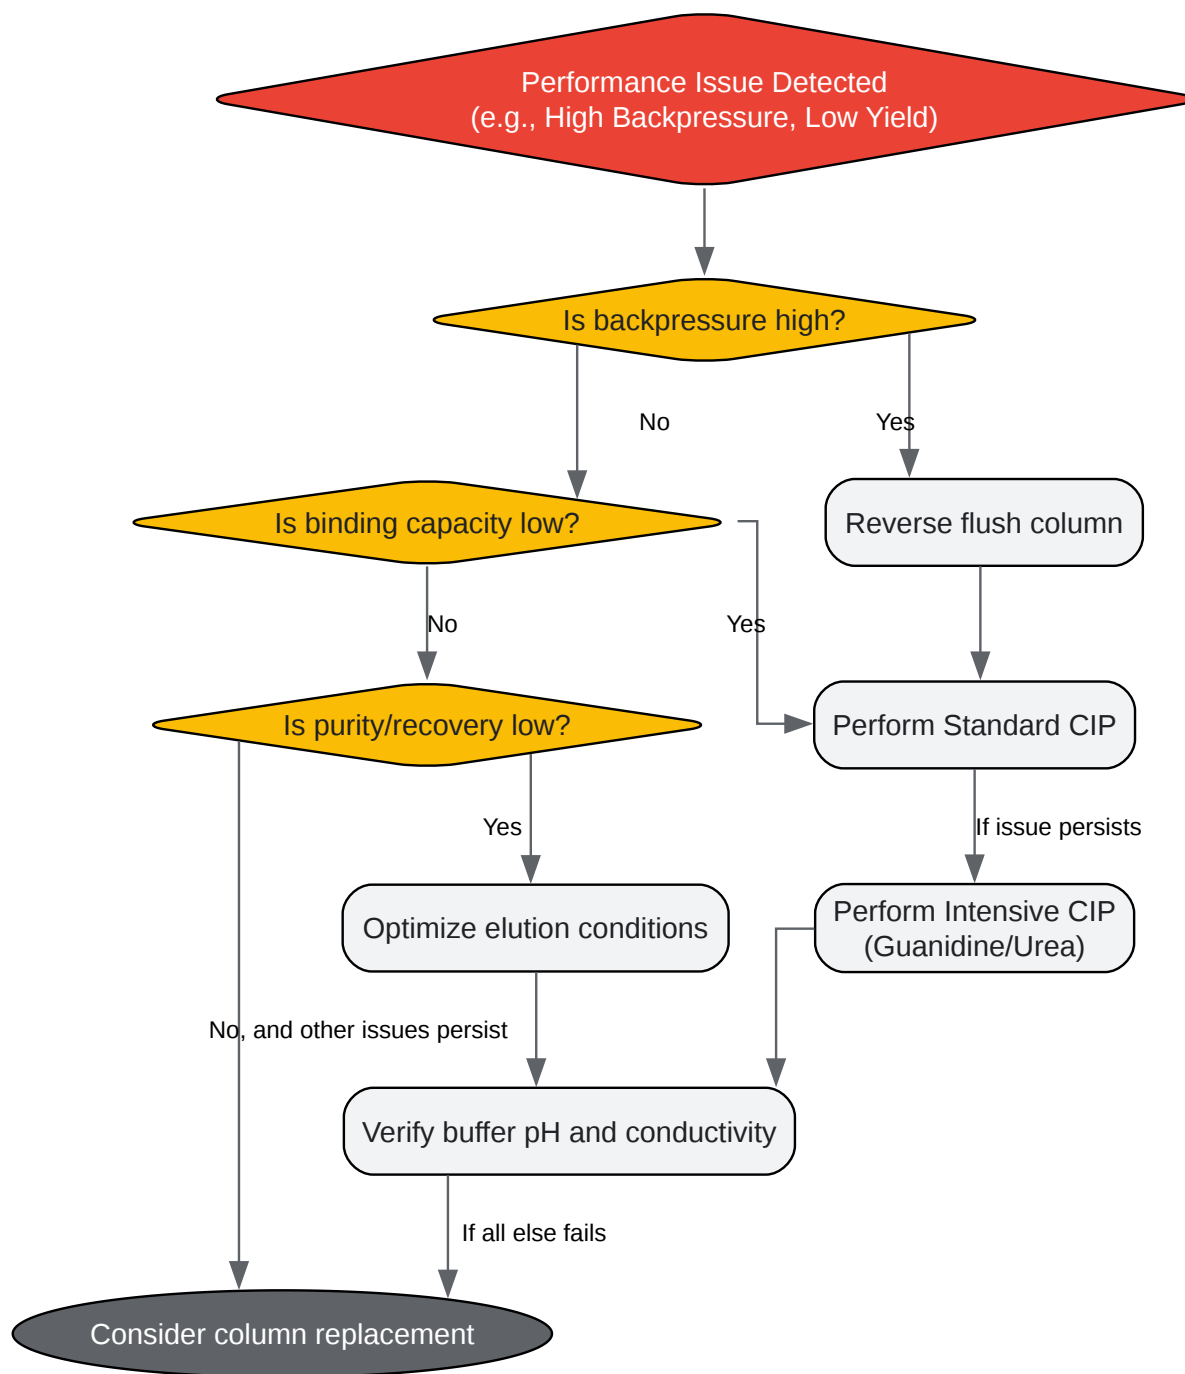 Performance Issue Detected
(e.g., High Backpressure, Low Yield)
Is backpressure high?
No
Yes
Is binding capacity low?
Reverse flush column
No
Yes
Is purity/recovery low?
Perform Standard CIP
Yes
If issue persists
Optimize elution conditions
Perform Intensive CIP
(Guanidine/Urea)
No, and other issues persist
Verify buffer pH and conductivity
If all else fails
Consider column replacement